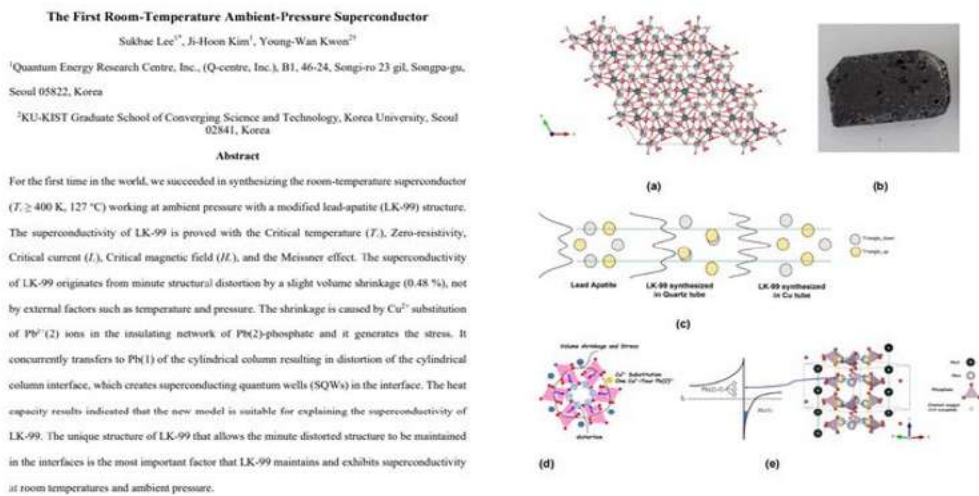 The First Room-Temperature Ambient-Pressure Superconductor
Sukbae Lee1*, Ji-Hoon Kim1, Young-Wan Kwon2†
1Quantum Energy Research Centre, Inc., (Q-centre, Inc.), B1, 46-24, Songi-ro 23 gil, Songpa-gu,
Seoul 05822, Korea
2KU-KIST Graduate School of Converging Science and Technology, Korea University, Seoul
02841, Korea
Abstract
For the first time in the world, we succeeded in synthesizing the room-temperature superconductor
(Tc ≥ 400 K, 127 °C) working at ambient pressure with a modified lead-apatite (LK-99) structure.
The superconductivity of LK-99 is proved with the Critical temperature (Tc), Zero-resistivity,
Critical current (Ic), Critical magnetic field (Hc), and the Meissner effect. The superconductivity
of LK-99 originates from minute structural distortion by a slight volume shrinkage (0.48 %), not
by external factors such as temperature and pressure. The shrinkage is caused by Cu2+ substitution
of Pb2+(2) ions in the insulating network of Pb(2)-phosphate and it generates the stress. It
concurrently transfers to Pb(1) of the cylindrical column resulting in distortion of the cylindrical
column interface, which creates superconducting quantum wells (SQWs) in the interface. The heat
capacity results indicated that the new model is suitable for explaining the superconductivity of
LK-99. The unique structure of LK-99 that allows the minute distorted structure to be maintained
in the interfaces is the most important factor that LK-99 maintains and exhibits superconductivity
at room temperatures and ambient pressure.
(a)
(b)
Triangle_down
Triangle_up
Lead Apatite
LK-99 synthesized
in Quartz tube
LK-99 synthesized
in Cu tube
(c)
Volume shrinkage and Stress
Cu2+ Substitution
distortion
Phosphate
(d)
(e)